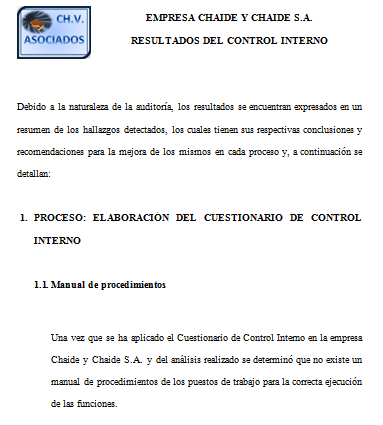 CH.V.
ASOCIADOS
EMPRESA CHAIDE Y CHAIDE S.A.
RESULTADOS DEL CONTROL INTERNO
Debido a la naturaleza de la auditoría, los resultados se encuentran expresados en un
resumen de los hallazgos detectados, los cuales tienen sus respectivas conclusiones y
recomendaciones para la mejora de los mismos en cada proceso y, a continuación se
detallan:
1. PROCESO: ELABORACIÓN DEL CUESTIONARIO DE CONTROL
INTERNO
1.1. Manual de procedimientos
Una vez que se ha aplicado el Cuestionario de Control Interno en la empresa
Chaide y Chaide S.A. y del análisis realizado se determinó que no existe un
manual de procedimientos de los puestos de trabajo para la correcta ejecución
de las funciones.